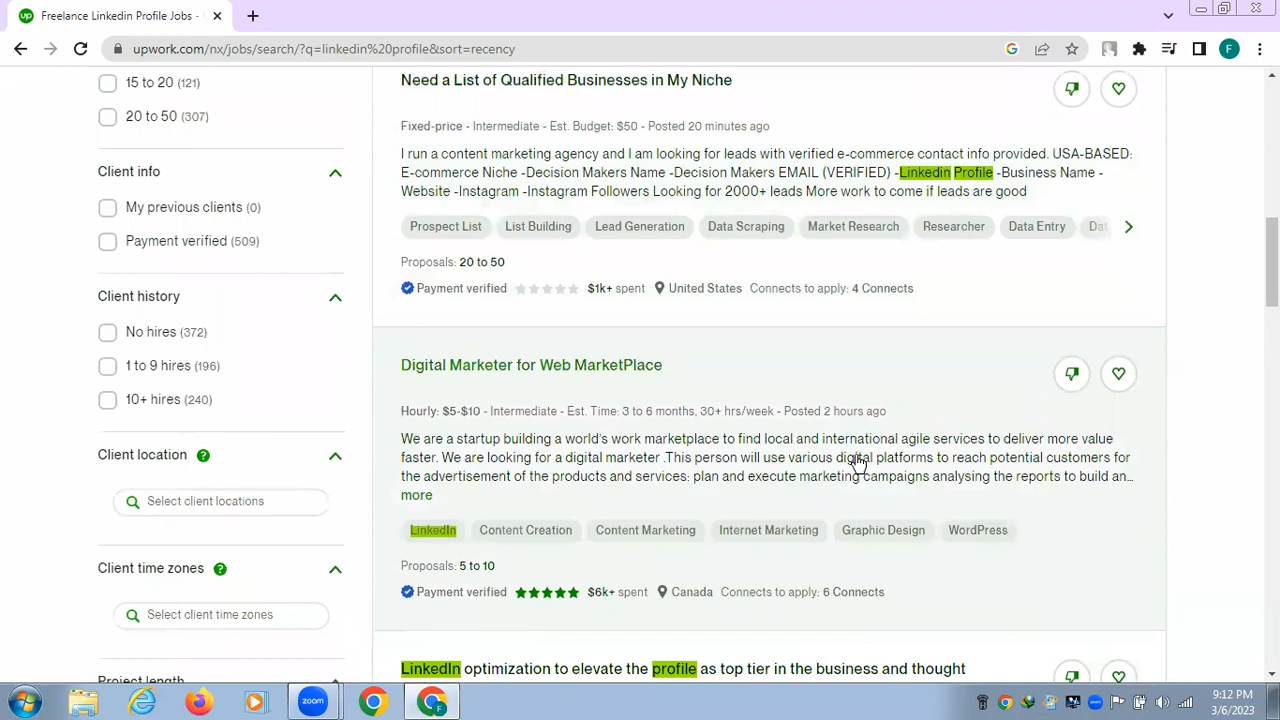 Freelance Linkedin Profile Jobs -
upwork.com/nx/jobs/search/?q=linkedin%20profile&sort=recency
F
15 to 20 (121)
20 to 50 (307)
Client info
My previous clients (0)
Payment verified (509)
Client history
No hires (372)
1 to 9 hires (196)
10+ hires (240)
Client location
Select client locations
Client time zones
Select client time zones
Project length
Need a List of Qualified Businesses in My Niche
Fixed-price - Intermediate - Est. Budget: $50 - Posted 20 minutes ago
I run a content marketing agency and I am looking for leads with verified e-commerce contact info provided. USA-BASED:
E-commerce Niche -Decision Makers Name -Decision Makers EMAIL (VERIFIED) -Linkedin Profile -Business Name -
Website -Instagram -Instagram Followers Looking for 2000+ leads More work to come if leads are good
Prospect List List Building Lead Generation Data Scraping Market Research Researcher Data Entry Dat
Proposals: 20 to 50
Payment verified $1k+ spent United States Connects to apply: 4 Connects
Digital Marketer for Web MarketPlace
Hourly: $5-$10 - Intermediate - Est. Time: 3 to 6 months, 30+ hrs/week - Posted 2 hours ago
We are a startup building a world's work marketplace to find local and international agile services to deliver more value
faster. We are looking for a digital marketer .This person will use various digital platforms to reach potential customers for
the advertisement of the products and services: plan and execute marketing campaigns analysing the reports to build an...
more
LinkedIn Content Creation Content Marketing Internet Marketing Graphic Design WordPress
Proposals: 5 to 10
Payment verified $6k+ spent Canada Connects to apply: 6 Connects
LinkedIn optimization to elevate the profile as top tier in the business and thought
zoom
9:12 PM
3/6/2023